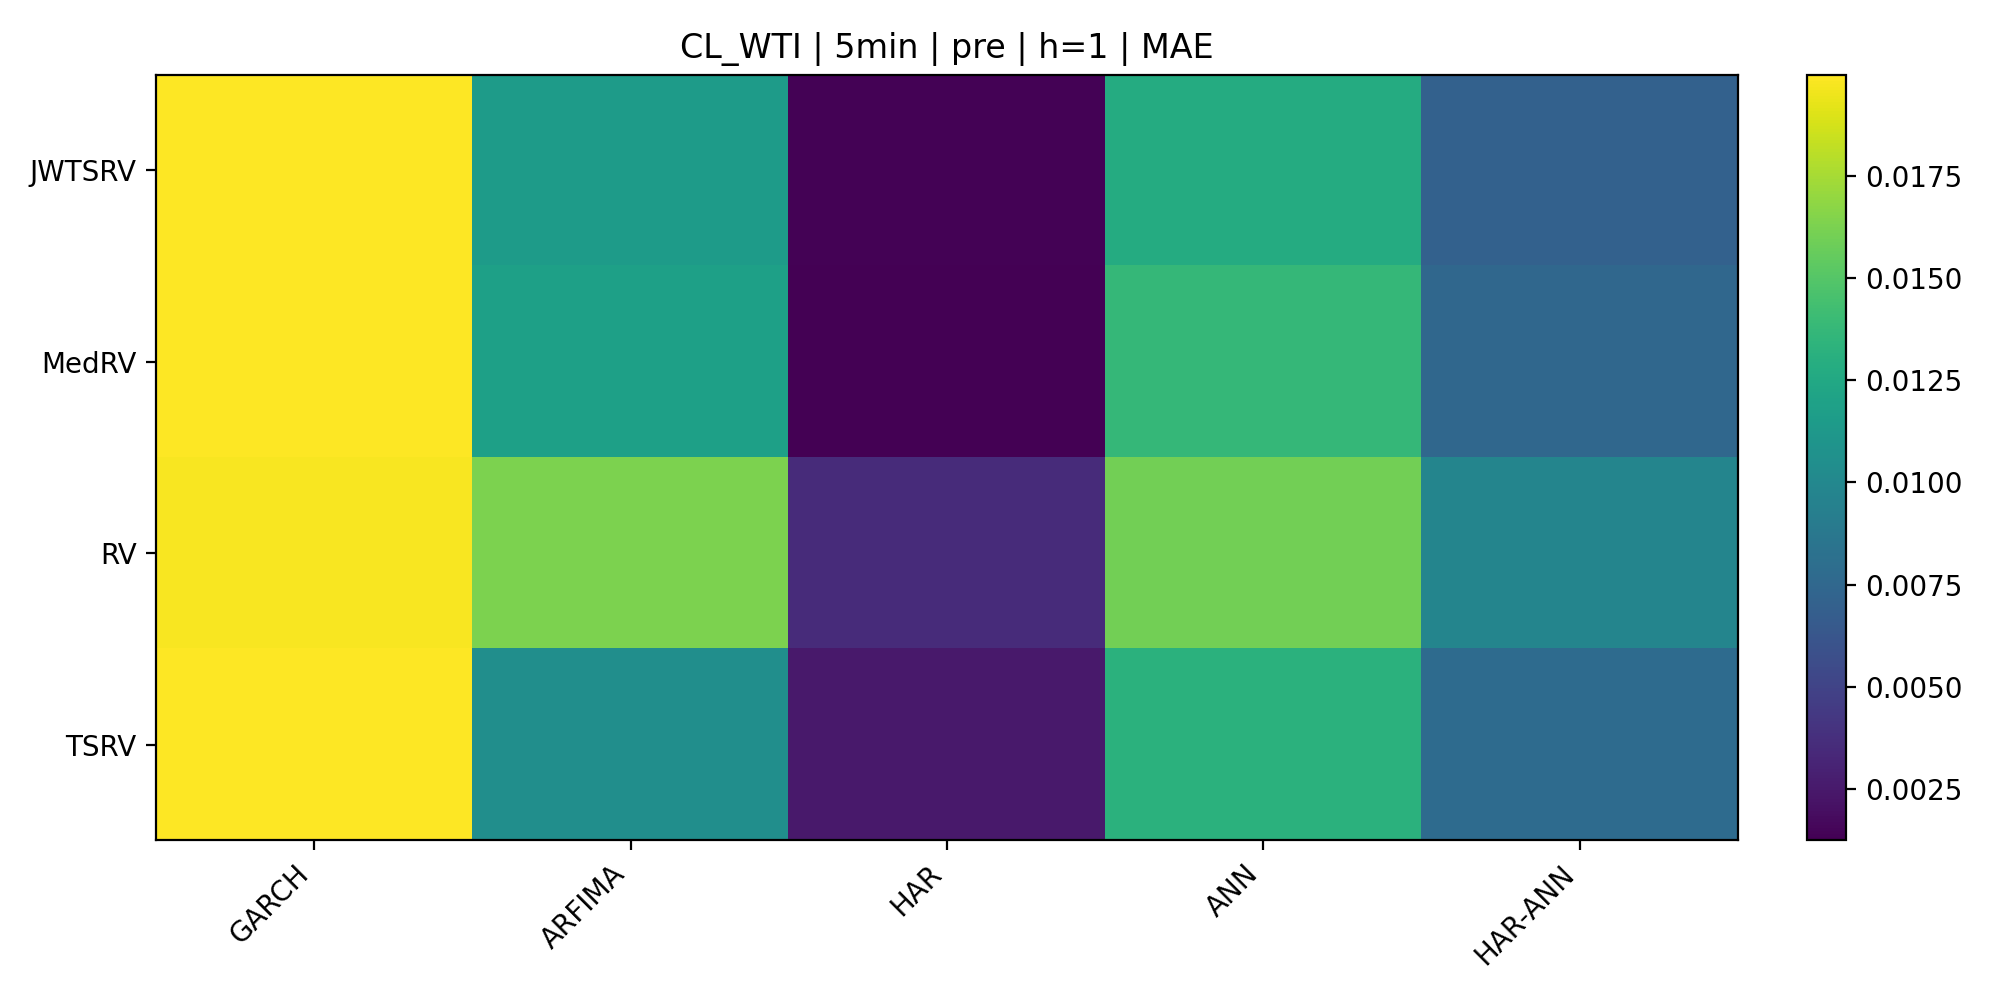 CL_WTI | 5min | pre | h=1 | MAE
JWTSRV
MedRV
RV
TSRV
GARCH
ARFIMA
HAR
ANN
HAR-ANN
0.0175
0.0150
0.0125
0.0100
0.0075
0.0050
0.0025